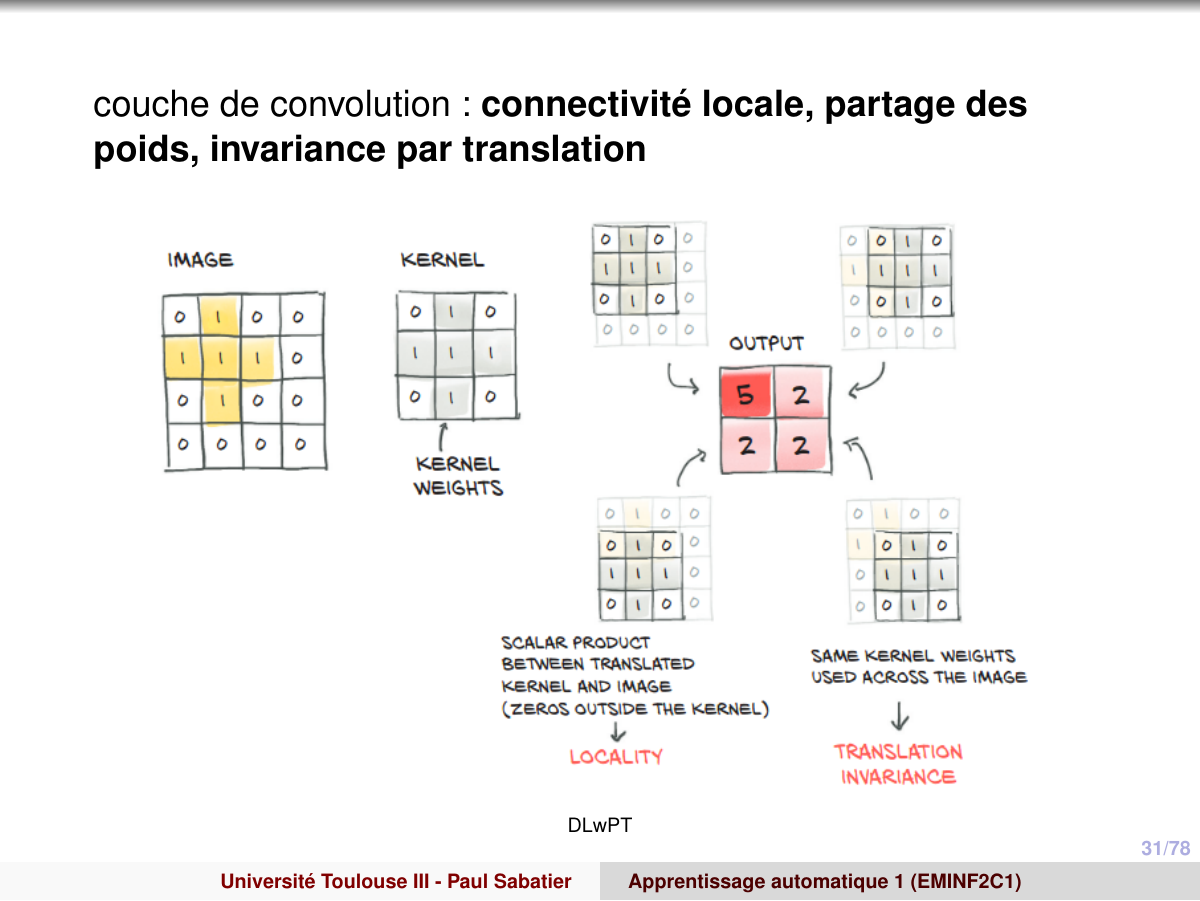 couche de convolution : connectivité locale, partage des
poids, invariance par translation
IMAGE
0 1 0 0
1 1 1 0
0 1 0 0
0 0 0 0
KERNEL
0 1 0
1 1 1
0 1 0
KERNEL
WEIGHTS
0 1 0 0
1 1 1 0
0 1 0 0
0 0 0 0
0 0 1 0
1 1 1 1
0 0 1 0
0 0 0 0
OUTPUT
5 2
2 2
0 1 0 0
0 1 0 0
1 1 1 0
0 1 0 0
0 1 0 0
1 0 1 0
0 1 1 1
0 0 1 0
SCALAR PRODUCT
BETWEEN TRANSLATED
KERNEL AND IMAGE
(ZEROS OUTSIDE THE KERNEL)
LOCALITY
SAME KERNEL WEIGHTS
USED ACROSS THE IMAGE
TRANSLATION
INVARIANCE
DLwPT
31/78
Université Toulouse III - Paul Sabatier
Apprentissage automatique 1 (EMINF2C1)